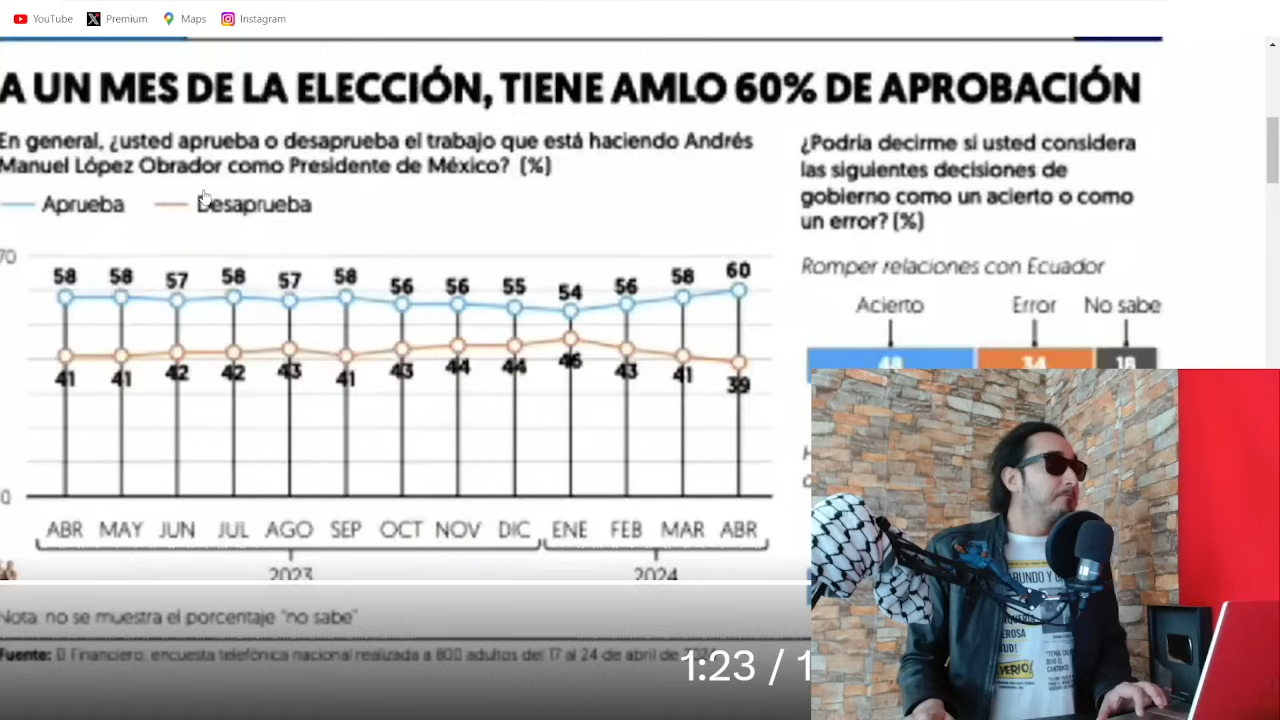 YouTube Premium Maps Instagram
A UN MES DE LA ELECCIÓN, TIENE AMLO 60% DE APROBACIÓN
En general, ¿usted aprueba o desaprueba el trabajo que está haciendo Andrés
Manuel López Obrador como Presidente de México? (%)
Aprueba Desaprueba
70
58 58 57 58 57 58 56 56 55 54 56 58 60
41 41 42 42 43 41 43 44 44 46 43 41 39
0
ABR MAY JUN JUL AGO SEP OCT NOV DIC ENE FEB MAR ABR
2023 2024
Nota: no se muestra el porcentaje "no sabe"
Fuente: El Financiero, encuesta telefónica nacional realizada a 800 adultos del 17 al 24 de abril de
1:23 / 1
¿Podría decirme si usted considera
las siguientes decisiones de
gobierno como un acierto o como
un error? (%)
Romper relaciones con Ecuador
Acierto Error No sabe
48 34 18